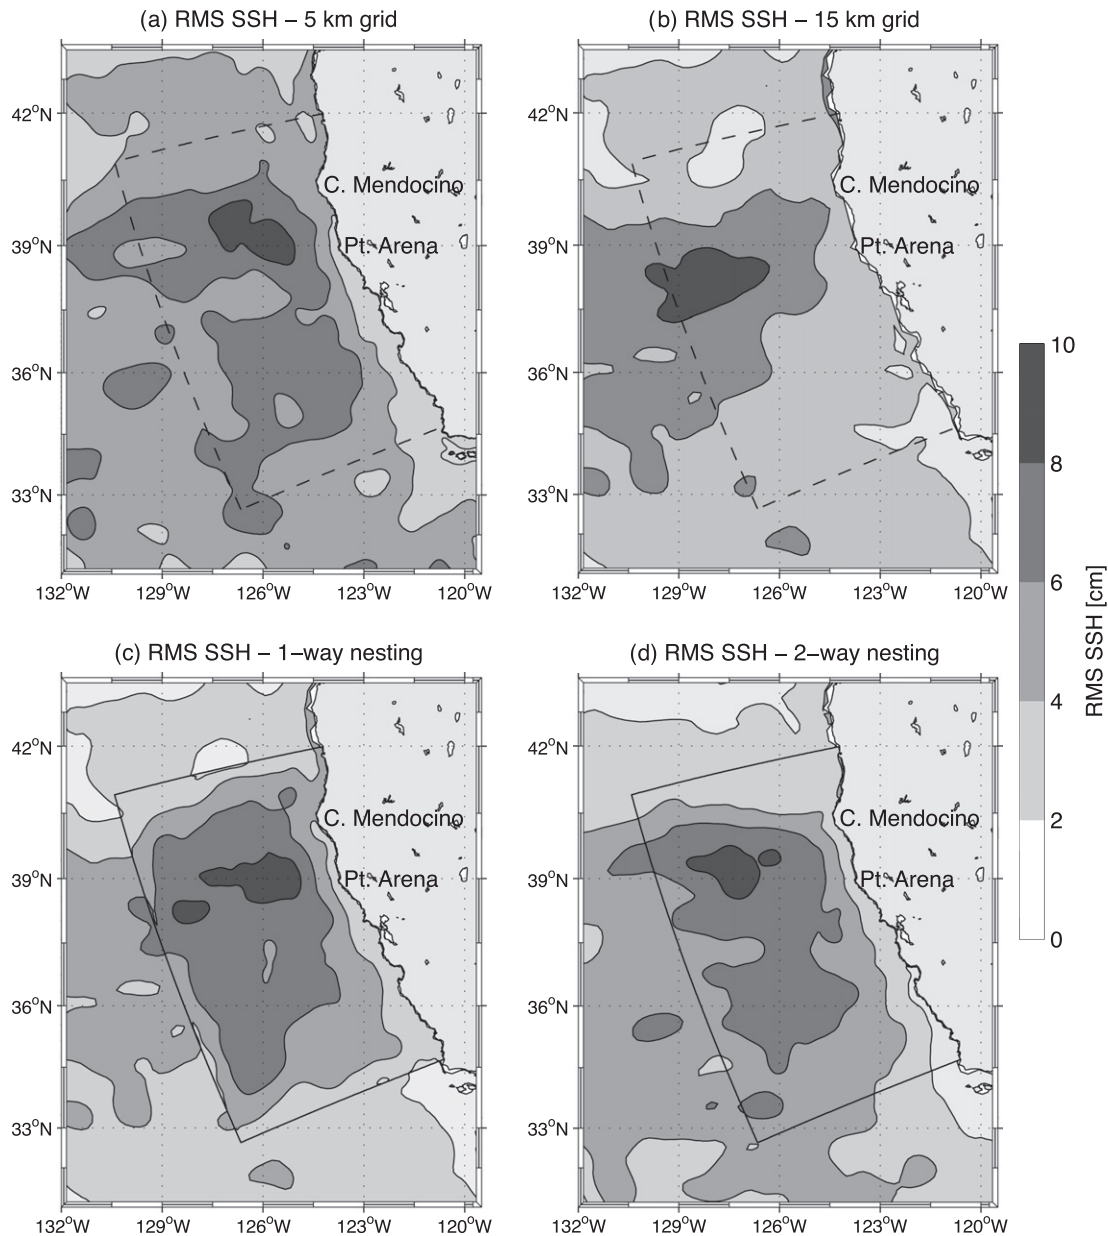 (a) RMS SSH – 5 km grid
(b) RMS SSH – 15 km grid
42°N
C. Mendocino
39°N
Pt. Arena
36°N
33°N
132°W 129°W 126°W 123°W 120°W
42°N
C. Mendocino
39°N
Pt. Arena
36°N
33°N
132°W 129°W 126°W 123°W 120°W
(c) RMS SSH – 1–way nesting
(d) RMS SSH – 2–way nesting
42°N
C. Mendocino
39°N
Pt. Arena
36°N
33°N
132°W 129°W 126°W 123°W 120°W
42°N
C. Mendocino
39°N
Pt. Arena
36°N
33°N
132°W 129°W 126°W 123°W 120°W
10
8
6
4
2
0
RMS SSH [cm]